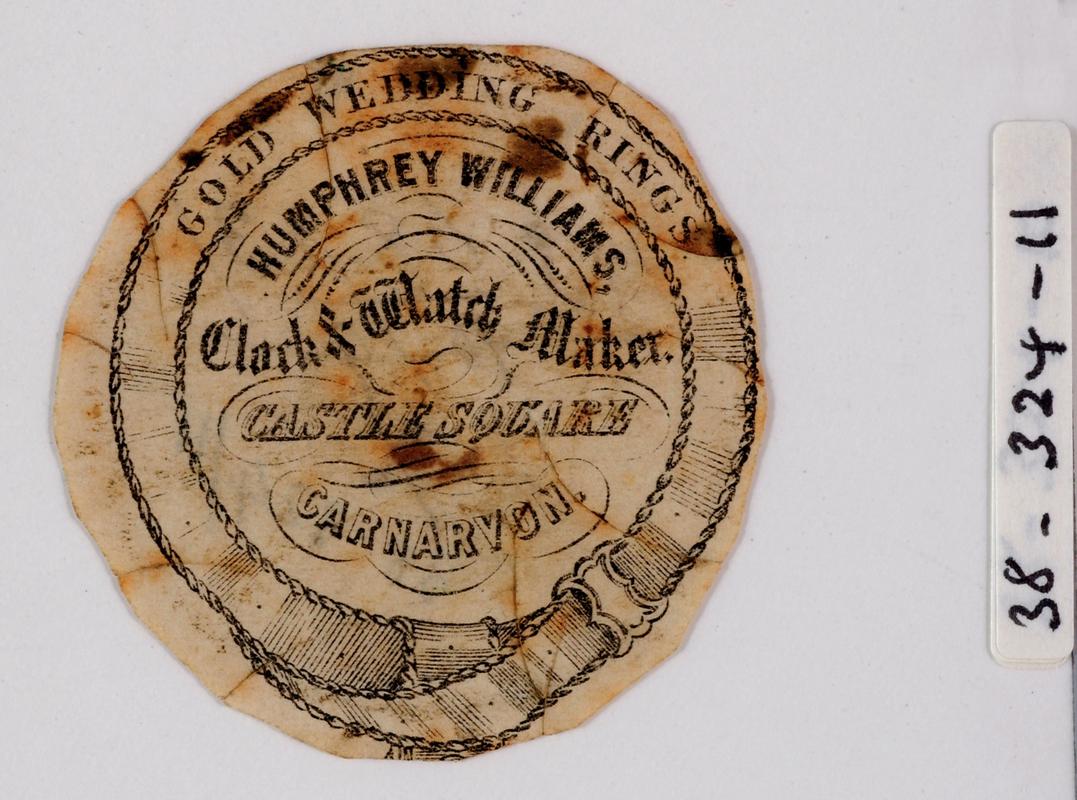 GOLD WEDDING RINGS
HUMPHREY WILLIAMS,
Clock & Watch Maker.
CASTLE SQUARE
CARNARVON.
38-324-11